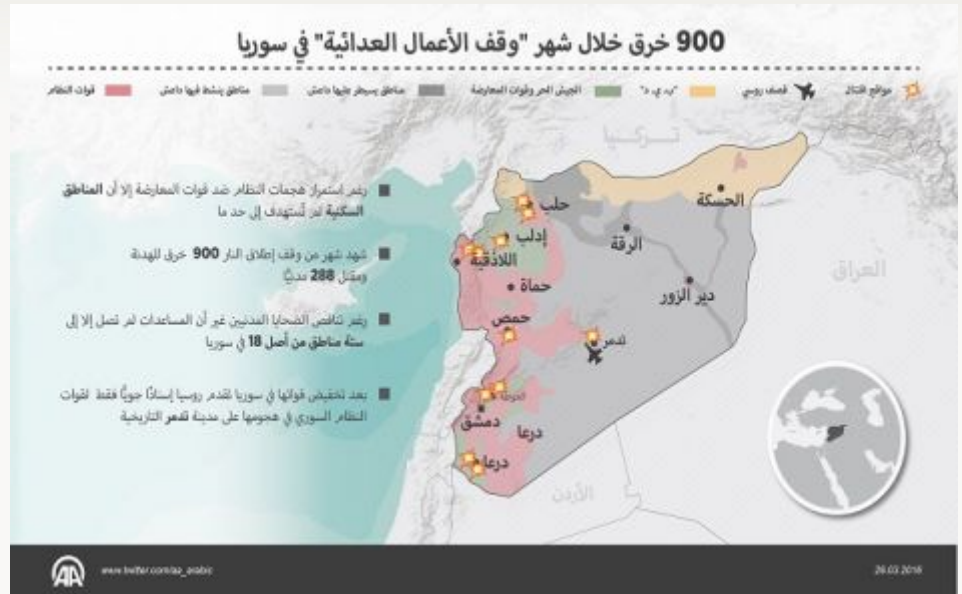 900 خرق خلال شهر "وقف الأعمال العدائية" في سوريا
مواقع اقتتال
قصف روسي
"ب. ي. د"
الجيش الحر وقوات المعارضة
مناطق يسيطر عليها داعش
مناطق ينشط فيها داعش
قوات النظام
رغم استمرار هجمات النظام ضد قوات المعارضة إلا أن المناطق
السكنية لم تُستهدف إلى حد ما
شهد شهر من وقف إطلاق النار 900 خرق للهدنة
ومقتل 288 مدنيًا
رغم تناقص الضحايا المدنيين غير أن المساعدات لم تصل إلا إلى
ستة مناطق من أصل 18 في سوريا
بعد تخفيض قواتها في سوريا تقدم روسيا إسنادًا جويًا فقط لقوات
النظام السوري في هجومها على مدينة تدمر التاريخية
تركيا
الحسكة
حلب
الرقة
إدلب
اللاذقية
العراق
حماة
دير الزور
حمص
تدمر
الغوطة
دمشق
درعا
درعا
الأردن
AA
www.twitter.com/aa_arabic
26.03.2016